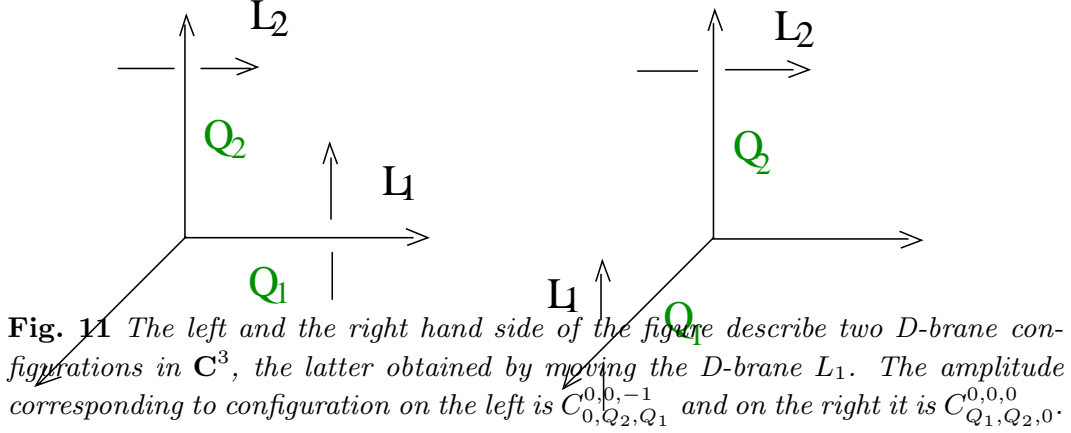 L2
L2
Q2
Q2
L1
Q1
L1
Q1
Fig. 11 The left and the right hand side of the figure describe two D-brane con-
figurations in C³, the latter obtained by moving the D-brane L₁. The amplitude
corresponding to configuration on the left is C^{0,0,−1}_{0,Q₂,Q₁} and on the right it is C^{0,0,0}_{Q₁,Q₂,0}.